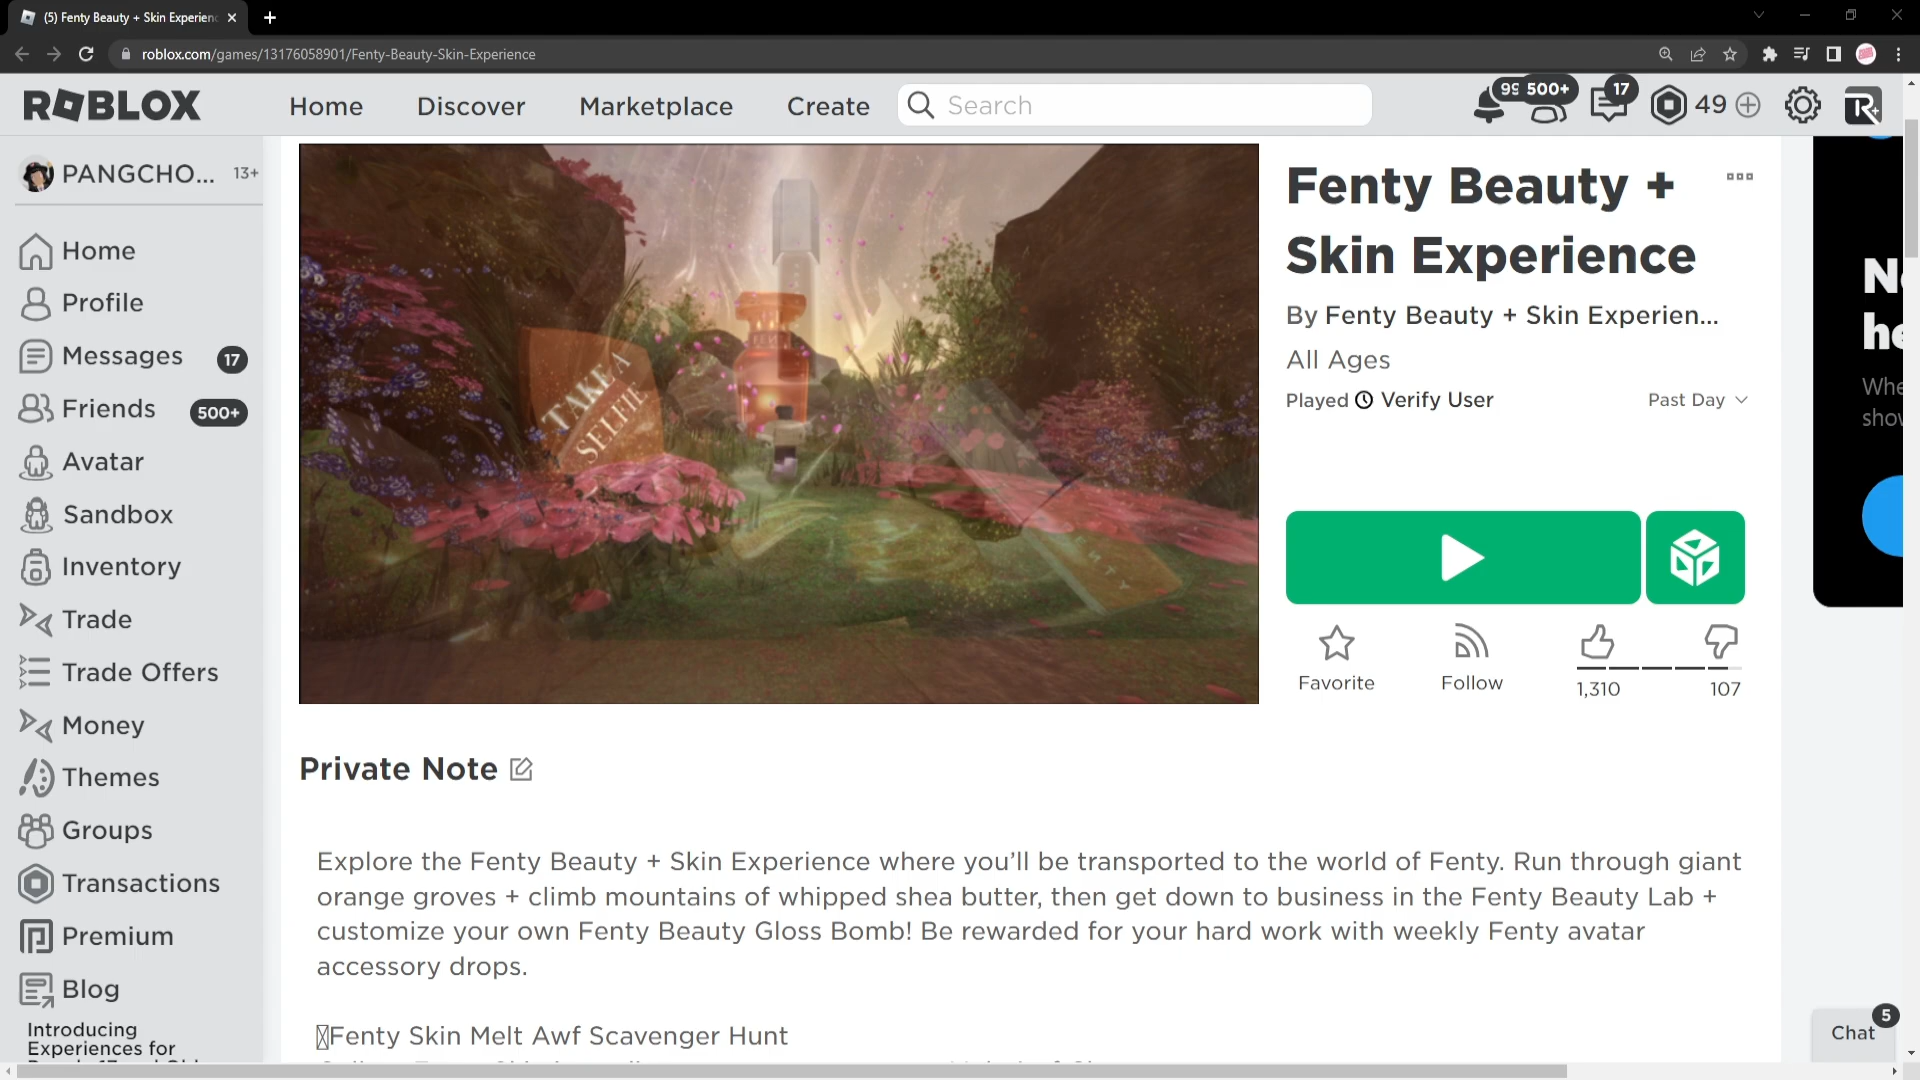 (5) Fenty Beauty + Skin Experien
roblox.com/games/13176058901/Fenty-Beauty-Skin-Experience
ROBLOX
Home
Discover
Marketplace
Create
Search
99
500+
17
49
PANGCHO...
13+
Home
Profile
Messages
17
Friends
500+
Avatar
Sandbox
Inventory
Trade
Trade Offers
Money
Themes
Groups
Transactions
Premium
Blog
Introducing
Experiences for
TAKE A
SELFIE
Fenty Beauty +
Skin Experience
By Fenty Beauty + Skin Experien...
All Ages
Played Verify User
Past Day
Favorite
Follow
1,310
107
Private Note
Explore the Fenty Beauty + Skin Experience where you’ll be transported to the world of Fenty. Run through giant
orange groves + climb mountains of whipped shea butter, then get down to business in the Fenty Beauty Lab +
customize your own Fenty Beauty Gloss Bomb! Be rewarded for your hard work with weekly Fenty avatar
accessory drops.
Fenty Skin Melt Awf Scavenger Hunt
Chat
5